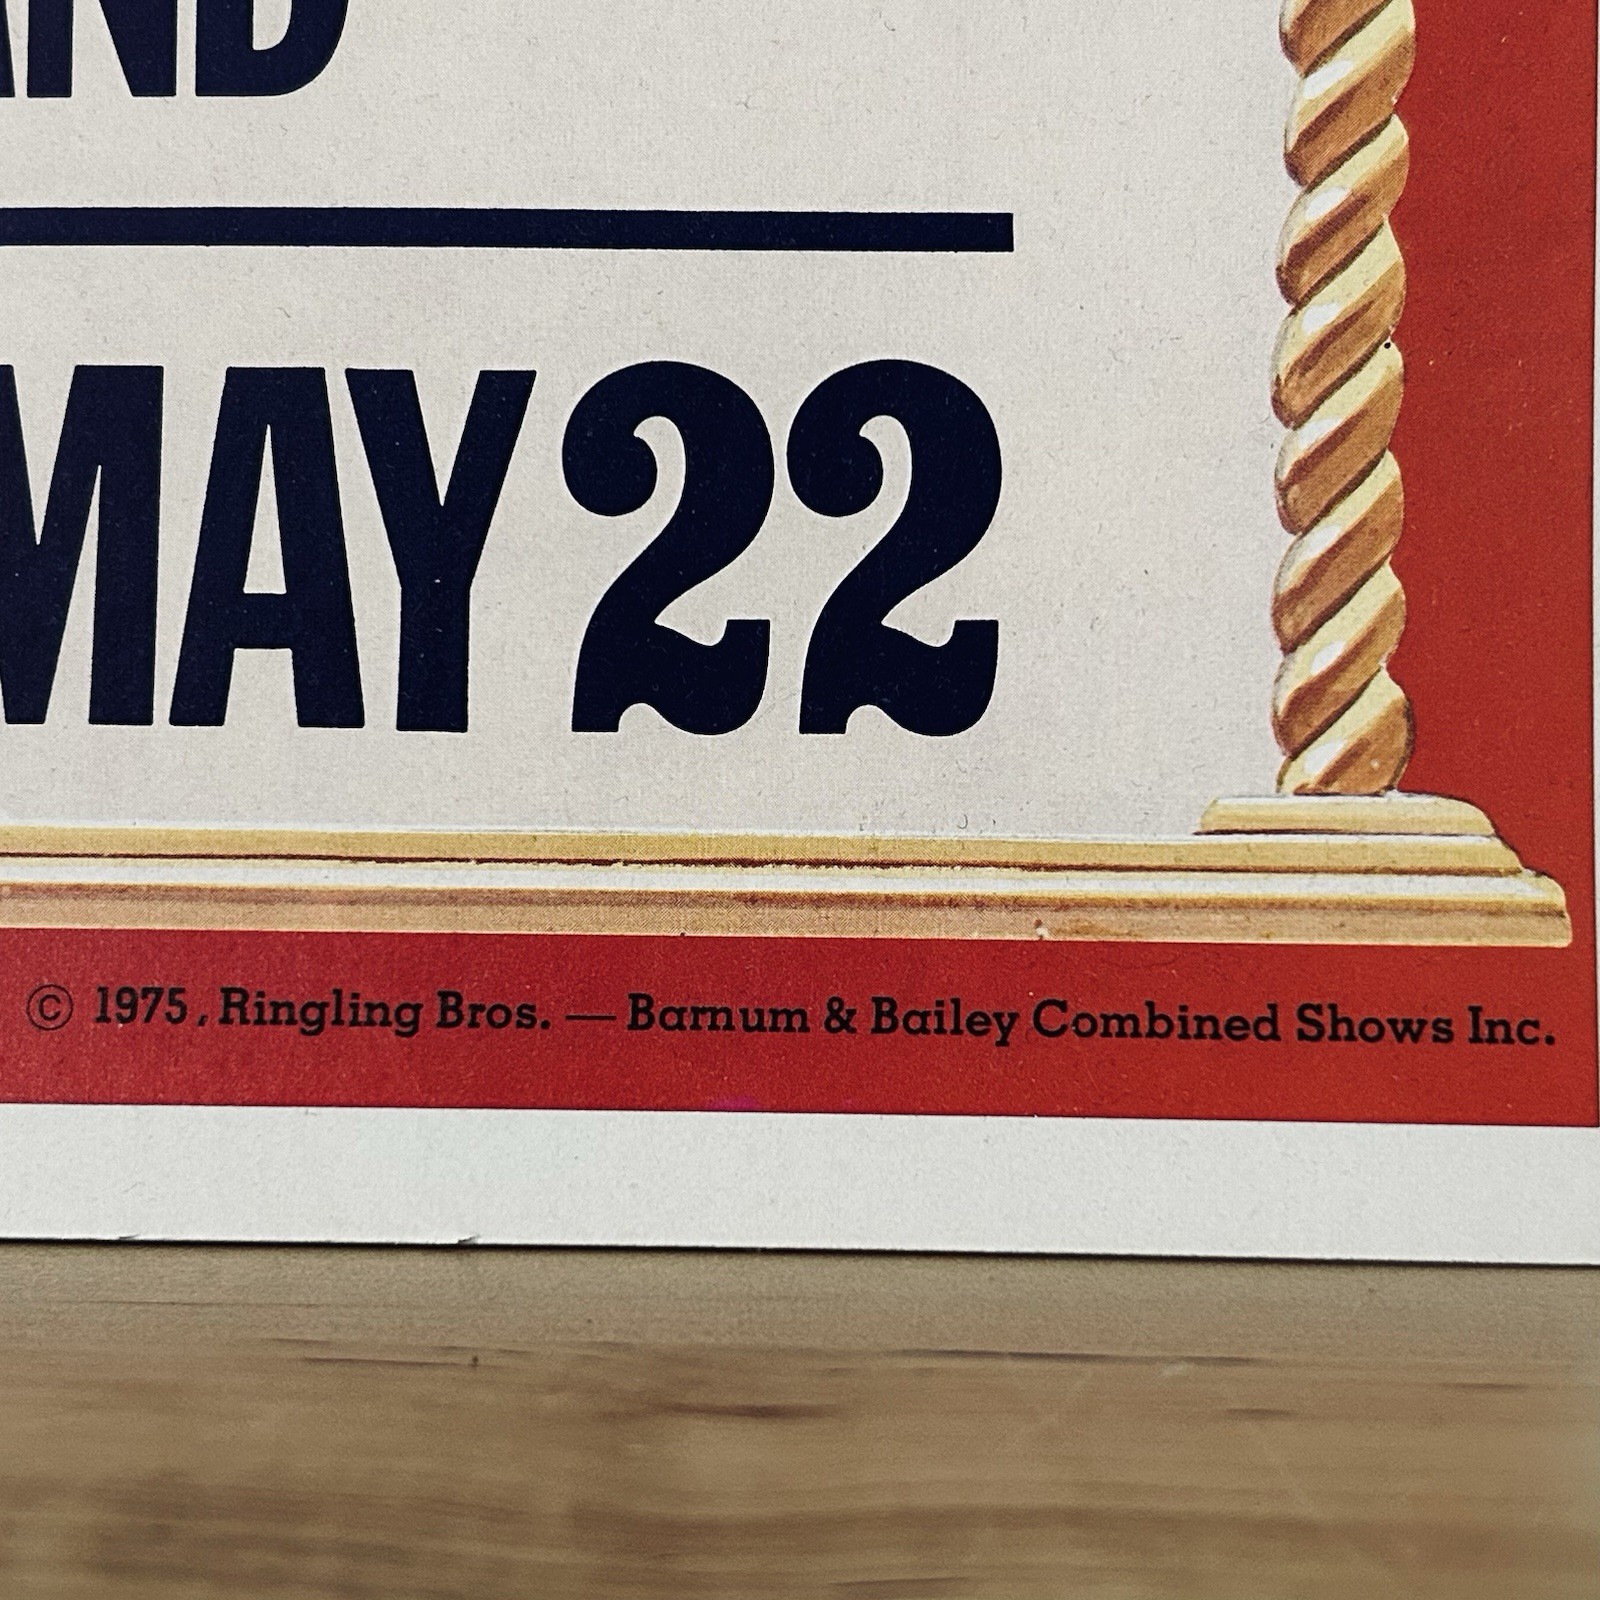 AND
MAY 22
© 1975, Ringling Bros. — Barnum & Bailey Combined Shows Inc.